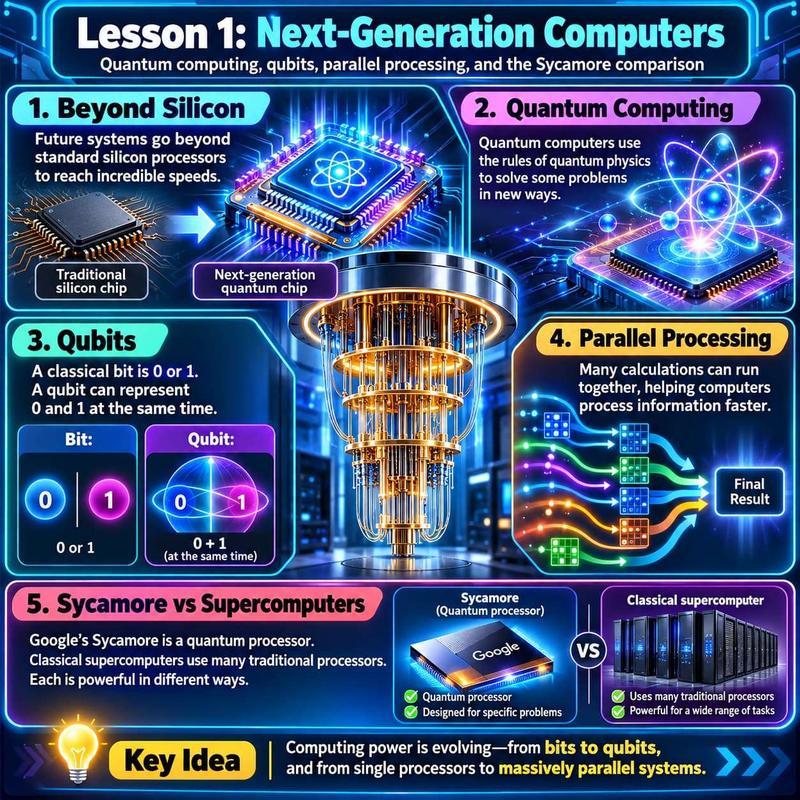 Lesson 1: Next-Generation Computers
Quantum computing, qubits, parallel processing, and the Sycamore comparison
1. Beyond Silicon
Future systems go beyond
standard silicon processors
to reach incredible speeds.
Traditional
silicon chip
Next-generation
quantum chip
2. Quantum Computing
Quantum computers use
the rules of quantum physics
to solve some problems
in new ways.
3. Qubits
A classical bit is 0 or 1.
A qubit can represent
0 and 1 at the same time.
Bit:
0
1
0 or 1
Qubit:
0
1
0 + 1
(at the same time)
4. Parallel Processing
Many calculations can run
together, helping computers
process information faster.
Final
Result
5. Sycamore vs Supercomputers
Google's Sycamore is a quantum processor.
Classical supercomputers use many traditional processors.
Each is powerful in different ways.
Sycamore
(Quantum processor)
Google
Quantum processor
Designed for specific problems
VS
Classical supercomputer
Uses many traditional processors
Powerful for a wide range of tasks
Key Idea
Computing power is evolving—from bits to qubits,
and from single processors to massively parallel systems.